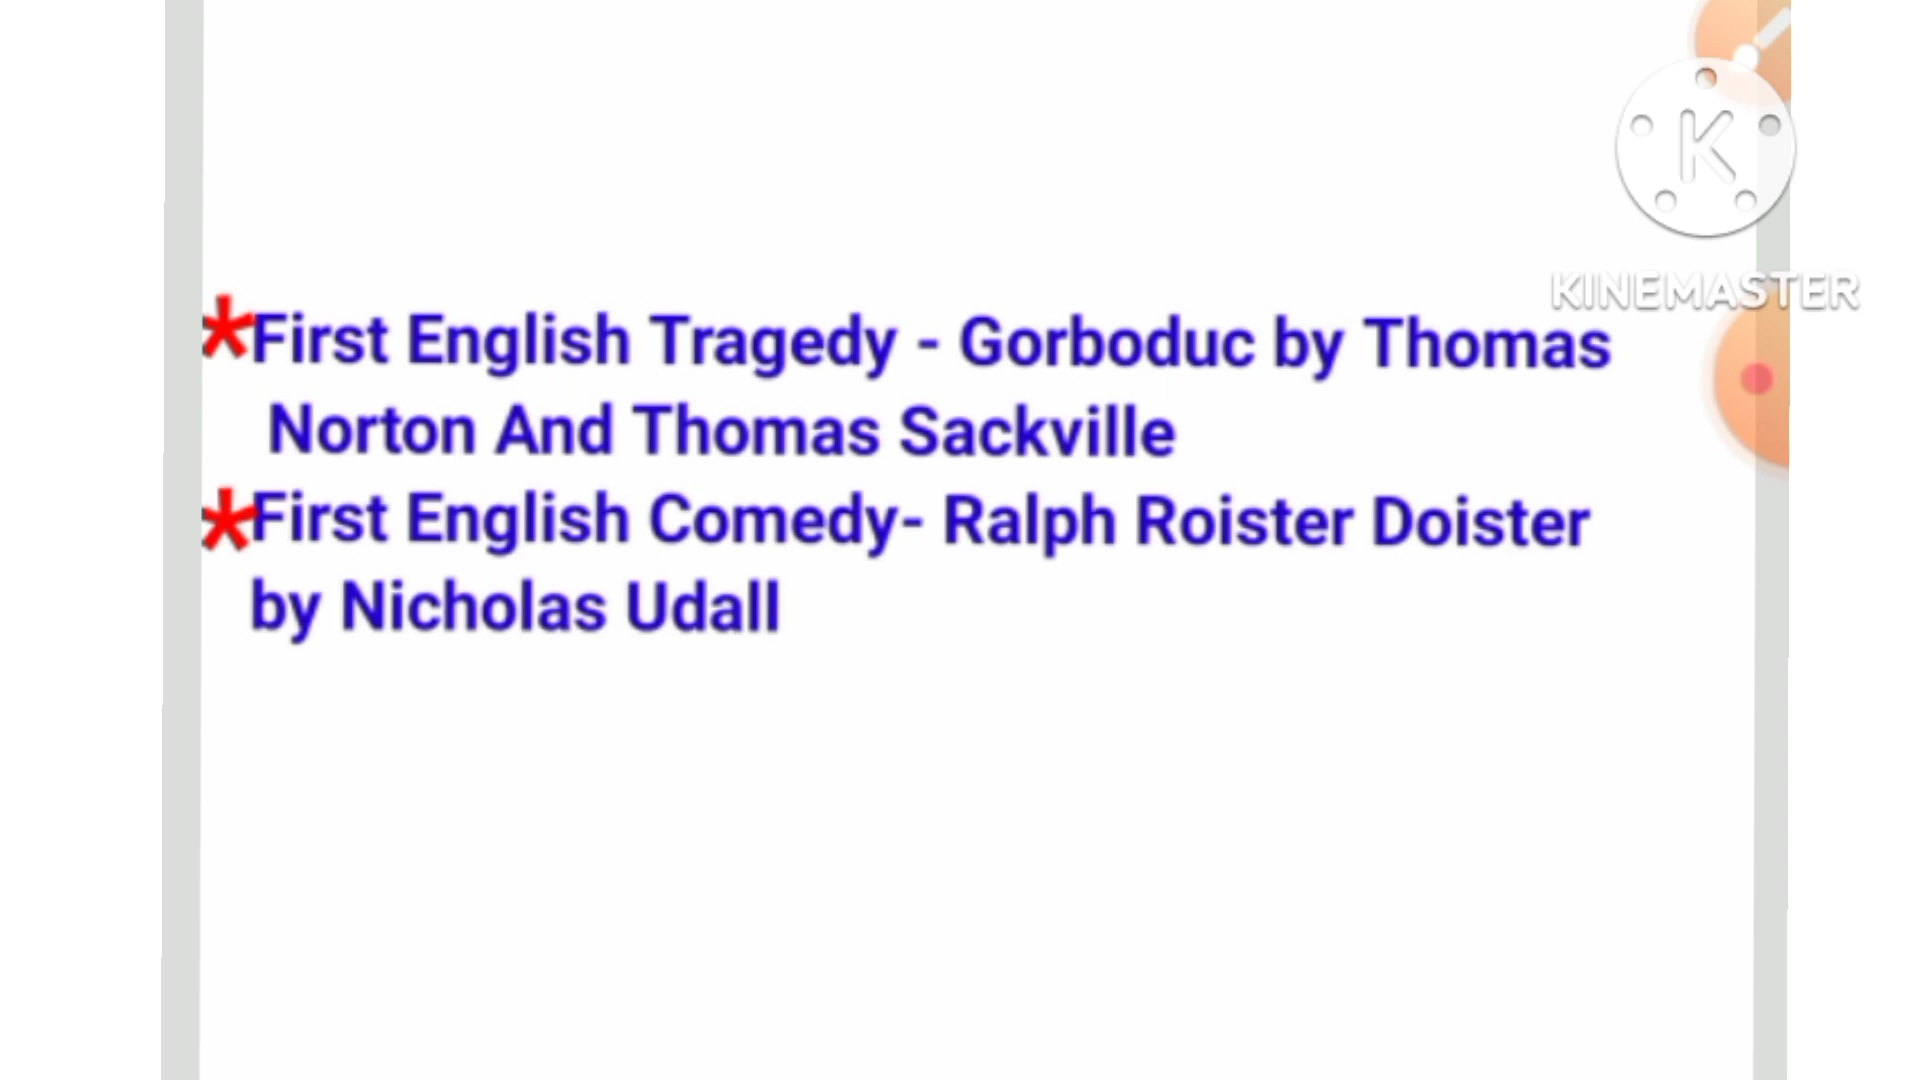 K
KINEMASTER
*First English Tragedy - Gorboduc by Thomas
Norton And Thomas Sackville
*First English Comedy- Ralph Roister Doister
by Nicholas Udall